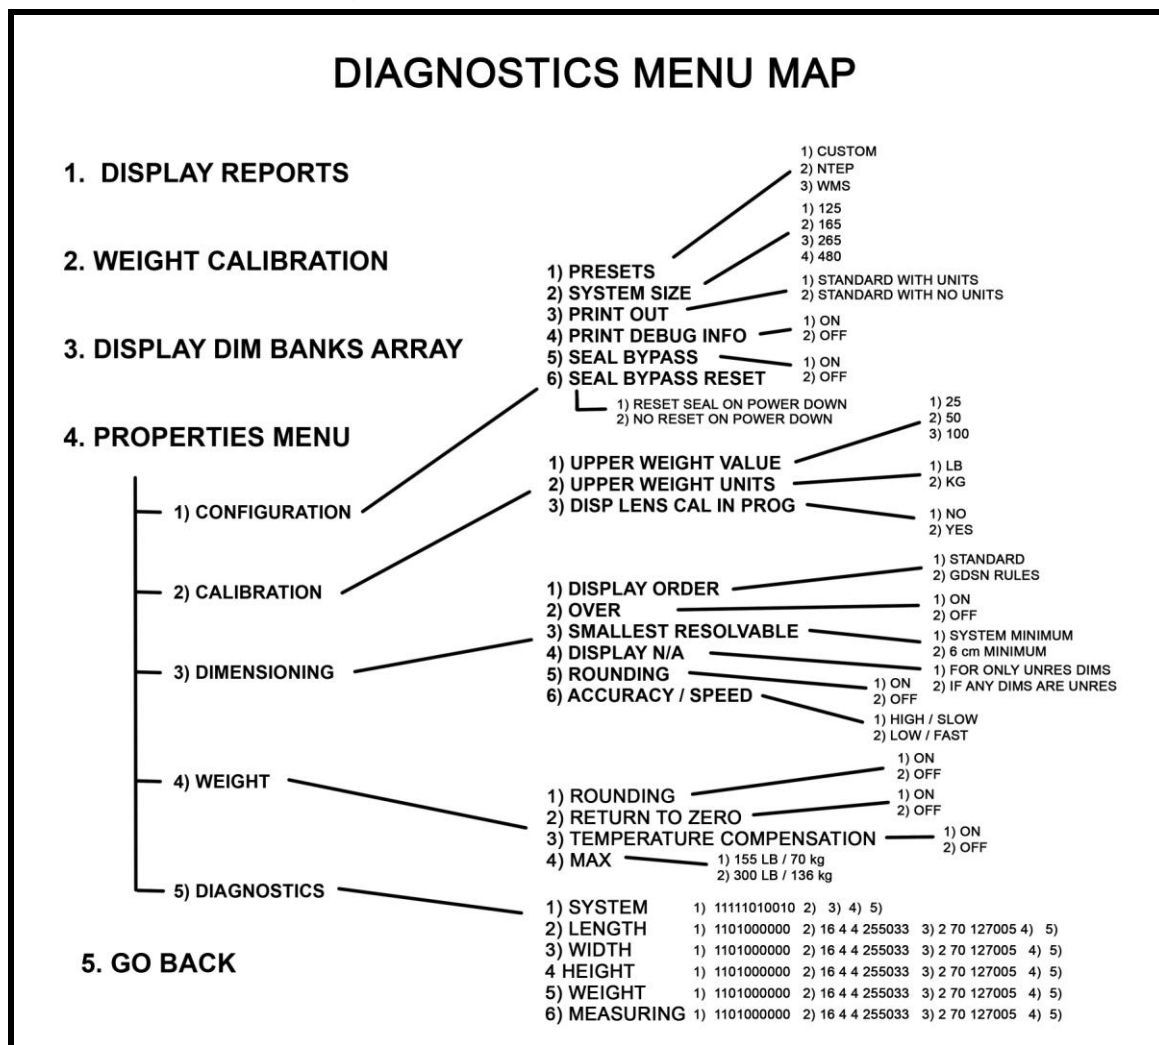 DIAGNOSTICS MENU MAP
1. DISPLAY REPORTS
2. WEIGHT CALIBRATION
3. DISPLAY DIM BANKS ARRAY
4. PROPERTIES MENU
1) CONFIGURATION
1) PRESETS
1) CUSTOM
2) NTEP
3) WMS
2) SYSTEM SIZE
1) 125
2) 165
3) 265
4) 480
3) PRINT OUT
1) STANDARD WITH UNITS
2) STANDARD WITH NO UNITS
4) PRINT DEBUG INFO
1) ON
2) OFF
5) SEAL BYPASS
1) ON
2) OFF
6) SEAL BYPASS RESET
1) RESET SEAL ON POWER DOWN
2) NO RESET ON POWER DOWN
2) CALIBRATION
1) UPPER WEIGHT VALUE
1) 25
2) 50
3) 100
2) UPPER WEIGHT UNITS
1) LB
2) KG
3) DISP LENS CAL IN PROG
1) NO
2) YES
3) DIMENSIONING
1) DISPLAY ORDER
1) STANDARD
2) GDSN RULES
2) OVER
1) ON
2) OFF
3) SMALLEST RESOLVABLE
1) SYSTEM MINIMUM
2) 6 cm MINIMUM
4) DISPLAY N/A
1) FOR ONLY UNRES DIMS
2) IF ANY DIMS ARE UNRES
5) ROUNDING
1) ON
2) OFF
6) ACCURACY / SPEED
1) HIGH / SLOW
2) LOW / FAST
4) WEIGHT
1) ROUNDING
1) ON
2) OFF
2) RETURN TO ZERO
1) ON
2) OFF
3) TEMPERATURE COMPENSATION
1) ON
2) OFF
4) MAX
1) 155 LB / 70 kg
2) 300 LB / 136 kg
5) DIAGNOSTICS
1) SYSTEM 1) 11111010010 2) 3) 4) 5)
2) LENGTH 1) 1101000000 2) 16 4 4 255033 3) 2 70 127005 4) 5)
3) WIDTH 1) 1101000000 2) 16 4 4 255033 3) 2 70 127005 4) 5)
4 HEIGHT 1) 1101000000 2) 16 4 4 255033 3) 2 70 127005 4) 5)
5) WEIGHT 1) 1101000000 2) 16 4 4 255033 3) 2 70 127005 4) 5)
6) MEASURING 1) 1101000000 2) 16 4 4 255033 3) 2 70 127005 4) 5)
5. GO BACK